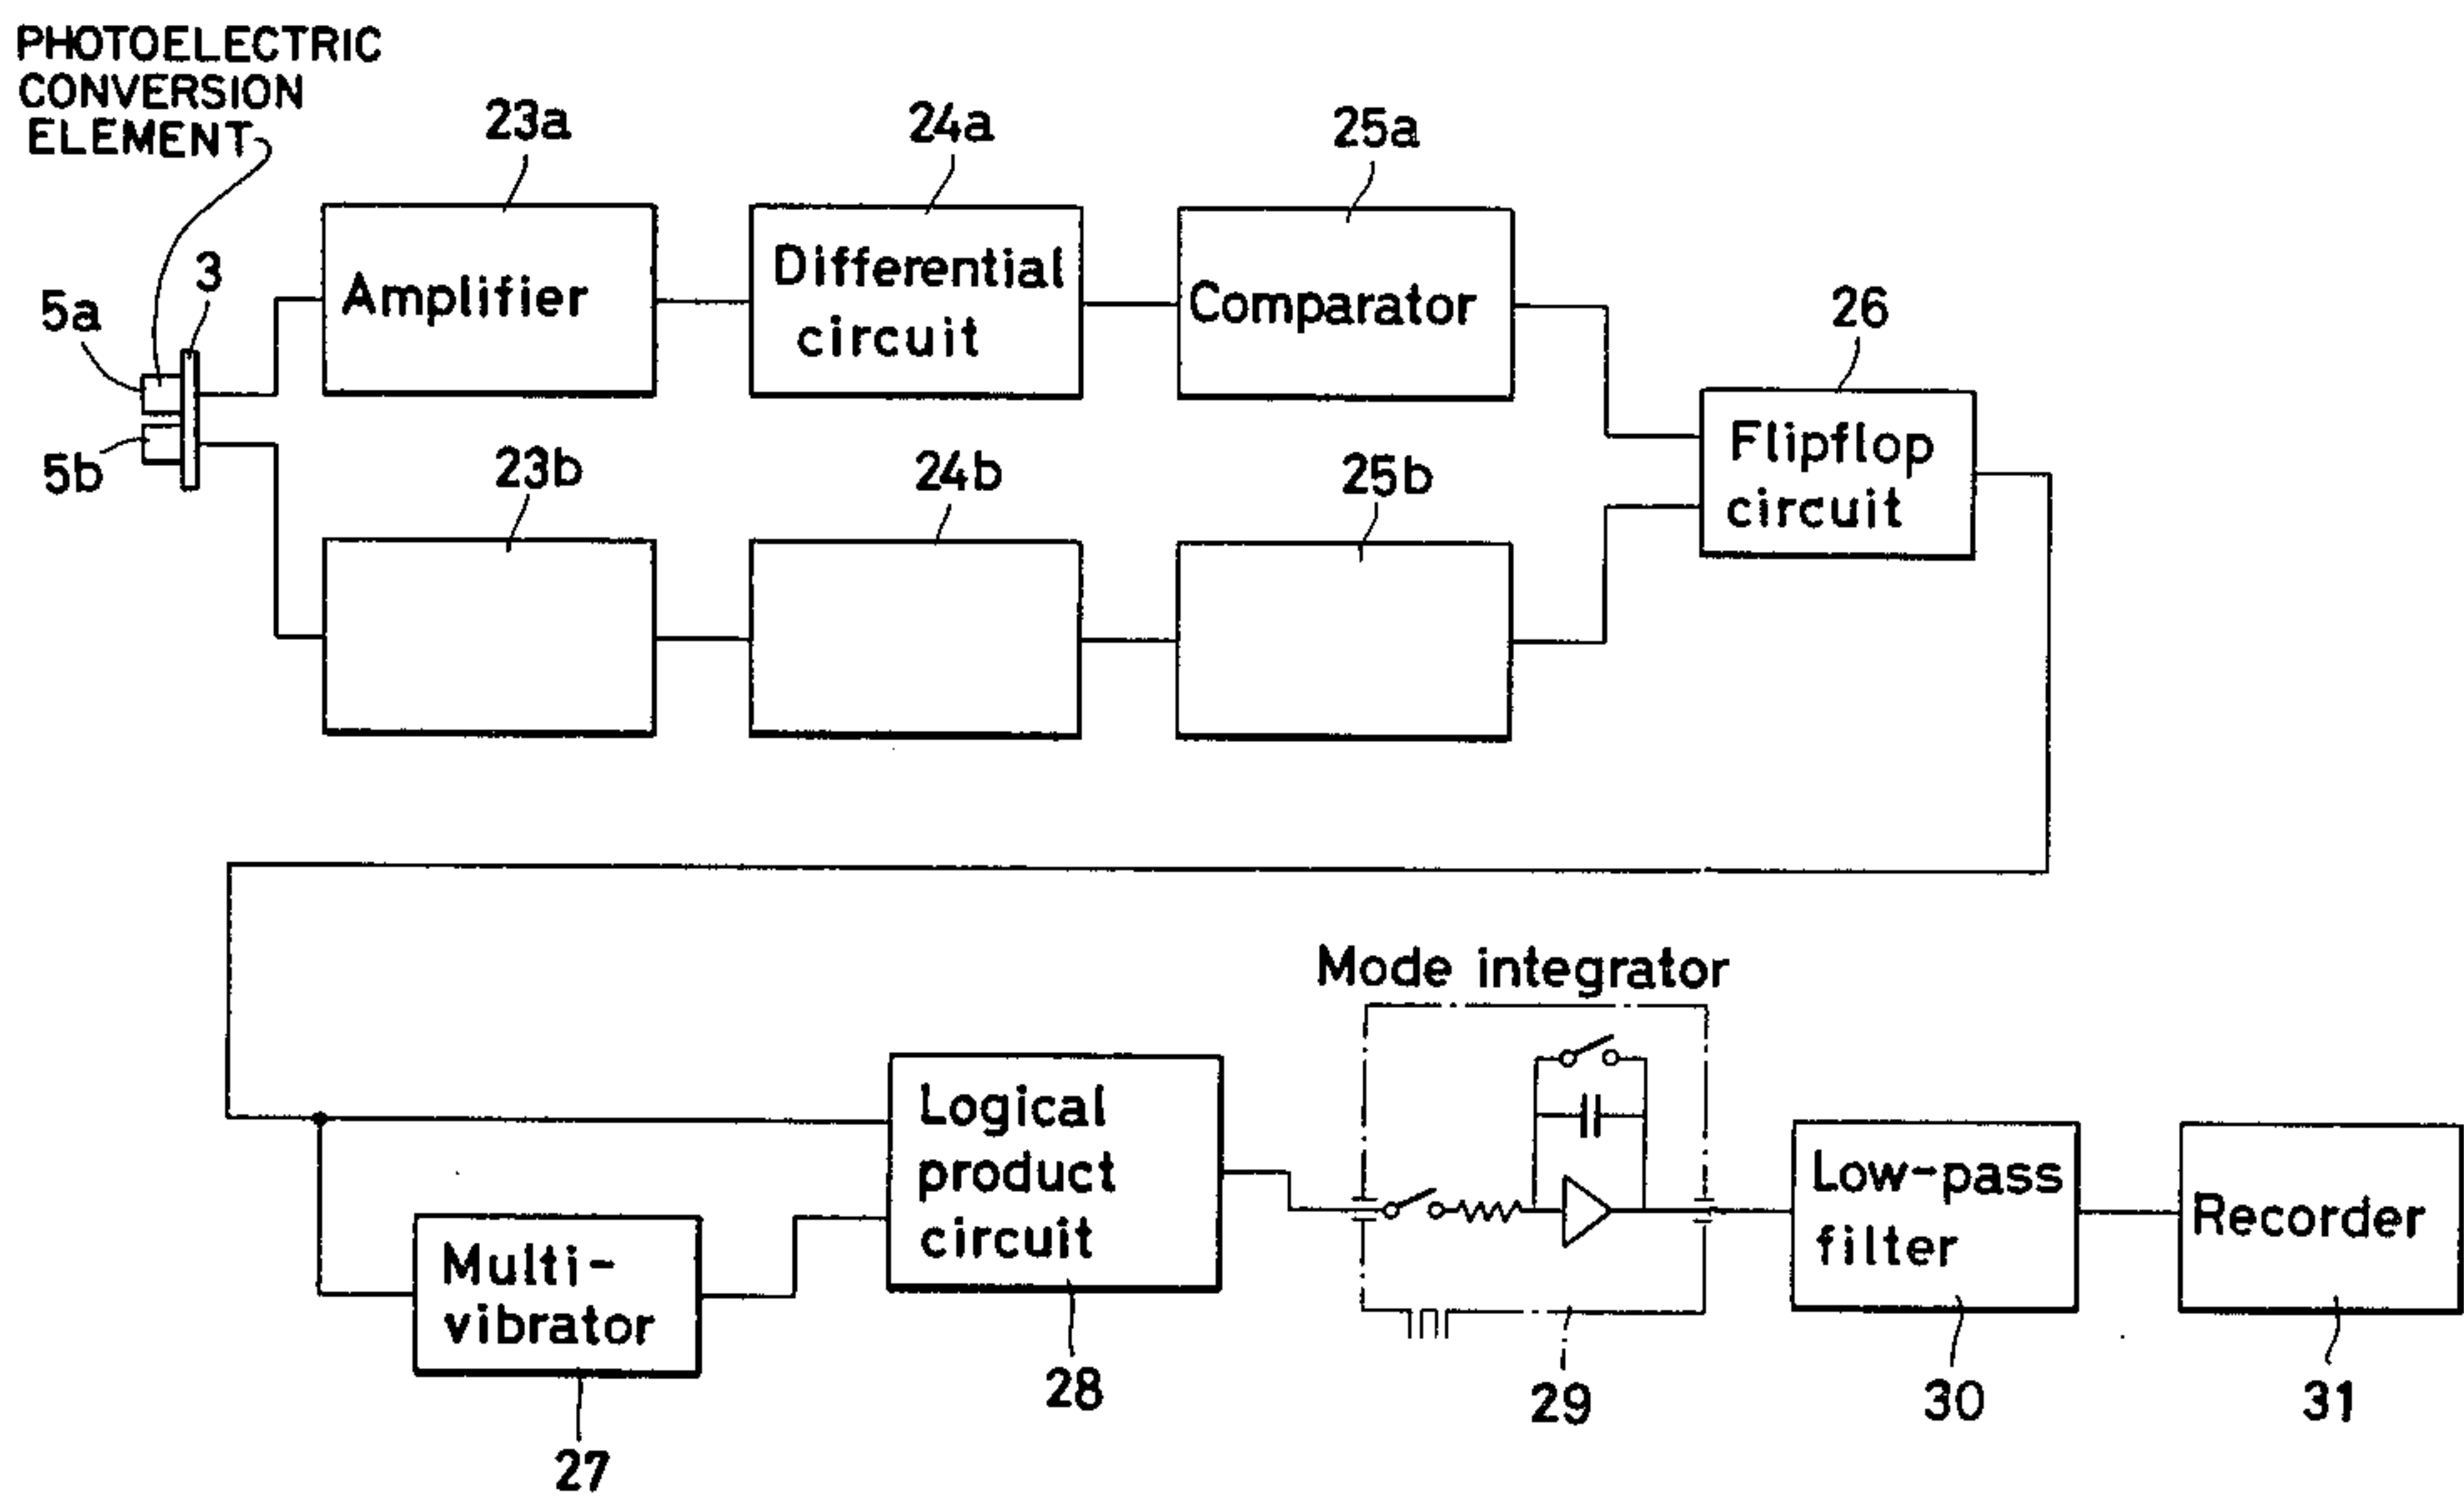 PHOTOELECTRIC
CONVERSION
ELEMENT
23a
24a
25a
3
5a
5b
Amplifier
Differential
circuit
Comparator
26
Flipflop
circuit
23b
24b
25b
Mode integrator
Logical
product
circuit
Multi-
vibrator
Low-pass
filter
Recorder
27
28
29
30
31